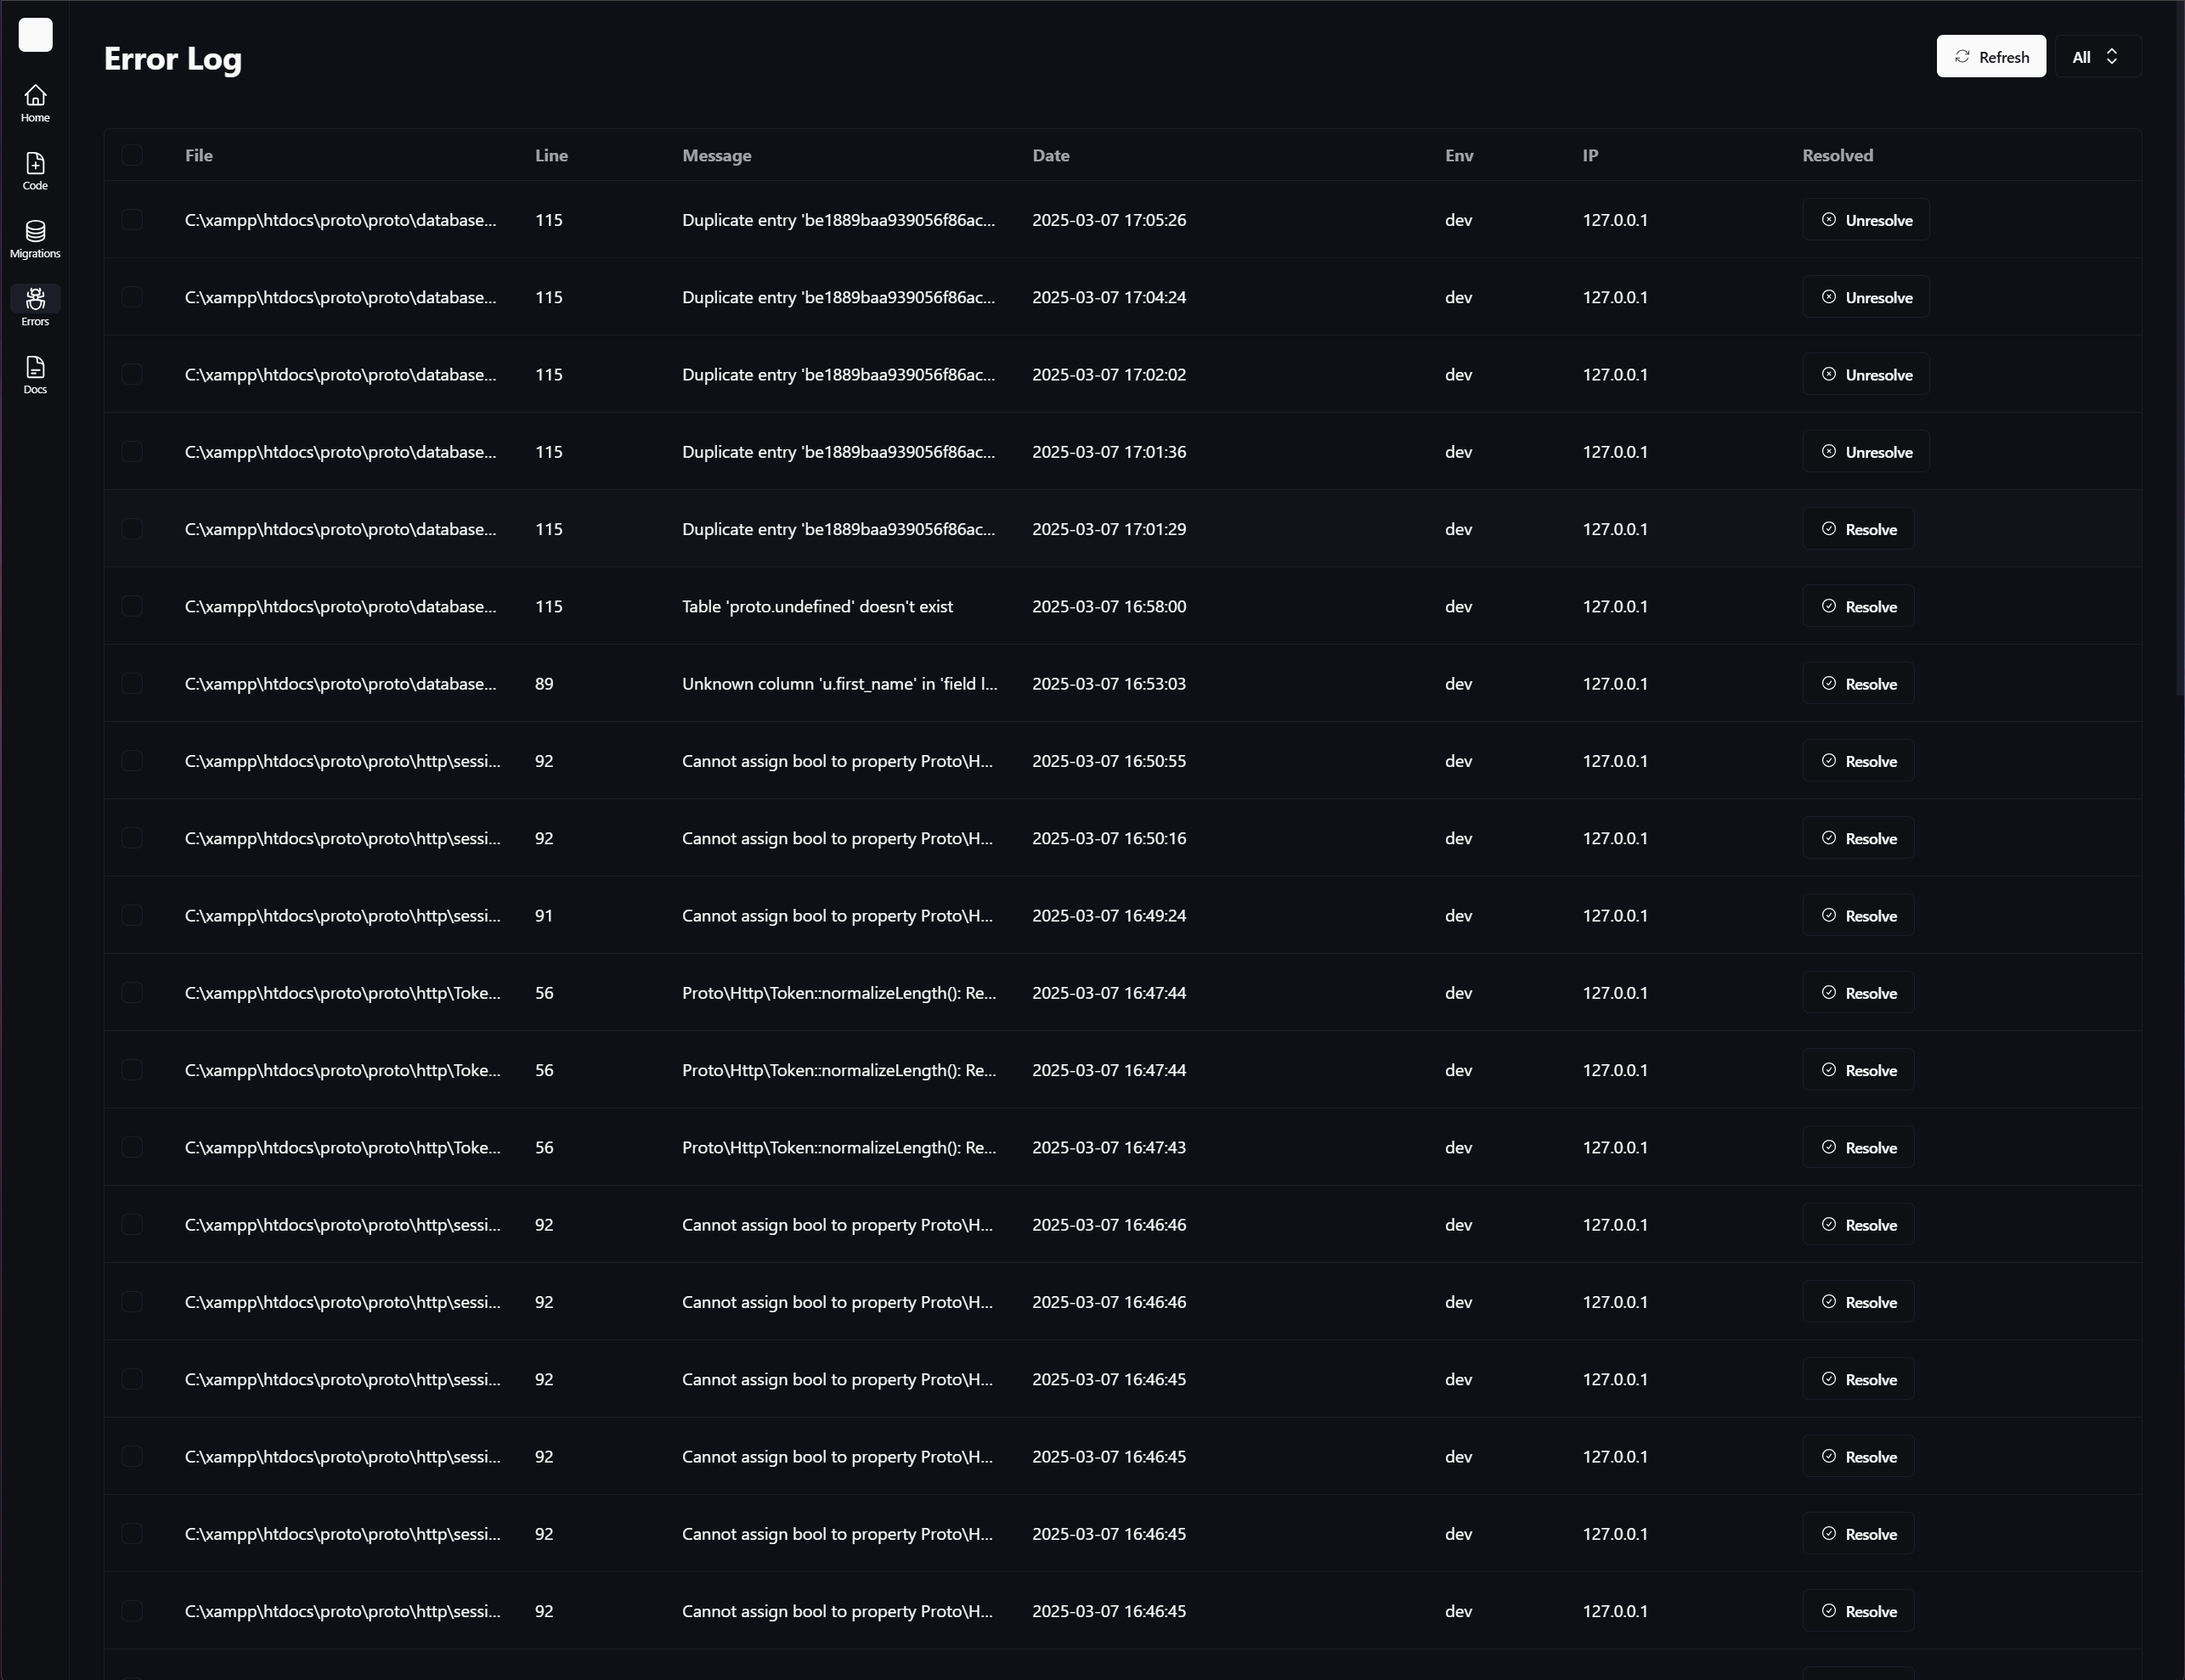 Error Log
Refresh
All
Home
Code
Migrations
Errors
Docs
File Line Message Date Env IP Resolved
C:\xampp\htdocs\proto\proto\database... 115 Duplicate entry 'be1889baa939056f86ac... 2025-03-07 17:05:26 dev 127.0.0.1 Unresolve
C:\xampp\htdocs\proto\proto\database... 115 Duplicate entry 'be1889baa939056f86ac... 2025-03-07 17:04:24 dev 127.0.0.1 Unresolve
C:\xampp\htdocs\proto\proto\database... 115 Duplicate entry 'be1889baa939056f86ac... 2025-03-07 17:02:02 dev 127.0.0.1 Unresolve
C:\xampp\htdocs\proto\proto\database... 115 Duplicate entry 'be1889baa939056f86ac... 2025-03-07 17:01:36 dev 127.0.0.1 Unresolve
C:\xampp\htdocs\proto\proto\database... 115 Duplicate entry 'be1889baa939056f86ac... 2025-03-07 17:01:29 dev 127.0.0.1 Resolve
C:\xampp\htdocs\proto\proto\database... 115 Table 'proto.undefined' doesn't exist 2025-03-07 16:58:00 dev 127.0.0.1 Resolve
C:\xampp\htdocs\proto\proto\database... 89 Unknown column 'u.first_name' in 'field l... 2025-03-07 16:53:03 dev 127.0.0.1 Resolve
C:\xampp\htdocs\proto\proto\http\sessi... 92 Cannot assign bool to property Proto\H... 2025-03-07 16:50:55 dev 127.0.0.1 Resolve
C:\xampp\htdocs\proto\proto\http\sessi... 92 Cannot assign bool to property Proto\H... 2025-03-07 16:50:16 dev 127.0.0.1 Resolve
C:\xampp\htdocs\proto\proto\http\sessi... 91 Cannot assign bool to property Proto\H... 2025-03-07 16:49:24 dev 127.0.0.1 Resolve
C:\xampp\htdocs\proto\proto\http\Toke... 56 Proto\Http\Token::normalizeLength(): Re... 2025-03-07 16:47:44 dev 127.0.0.1 Resolve
C:\xampp\htdocs\proto\proto\http\Toke... 56 Proto\Http\Token::normalizeLength(): Re... 2025-03-07 16:47:44 dev 127.0.0.1 Resolve
C:\xampp\htdocs\proto\proto\http\Toke... 56 Proto\Http\Token::normalizeLength(): Re... 2025-03-07 16:47:43 dev 127.0.0.1 Resolve
C:\xampp\htdocs\proto\proto\http\sessi... 92 Cannot assign bool to property Proto\H... 2025-03-07 16:46:46 dev 127.0.0.1 Resolve
C:\xampp\htdocs\proto\proto\http\sessi... 92 Cannot assign bool to property Proto\H... 2025-03-07 16:46:46 dev 127.0.0.1 Resolve
C:\xampp\htdocs\proto\proto\http\sessi... 92 Cannot assign bool to property Proto\H... 2025-03-07 16:46:45 dev 127.0.0.1 Resolve
C:\xampp\htdocs\proto\proto\http\sessi... 92 Cannot assign bool to property Proto\H... 2025-03-07 16:46:45 dev 127.0.0.1 Resolve
C:\xampp\htdocs\proto\proto\http\sessi... 92 Cannot assign bool to property Proto\H... 2025-03-07 16:46:45 dev 127.0.0.1 Resolve
C:\xampp\htdocs\proto\proto\http\sessi... 92 Cannot assign bool to property Proto\H... 2025-03-07 16:46:45 dev 127.0.0.1 Resolve